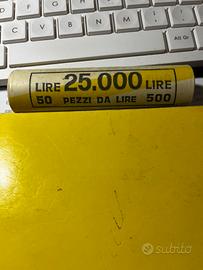 Alt Gr
LIRE 25.000 LIRE
50 PEZZI DA LIRE 500
subito